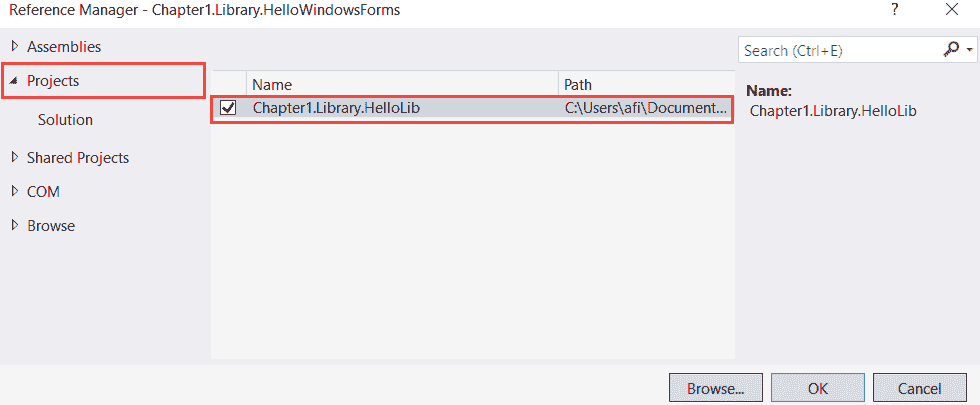 Reference Manager - Chapter1.Library.HelloWindowsForms
?
Assemblies
Projects
Solution
Shared Projects
COM
Browse
Name Path
Chapter1.Library.HelloLib C:\Users\afi\Document...
Search (Ctrl+E)
Name:
Chapter1.Library.HelloLib
Browse... OK Cancel